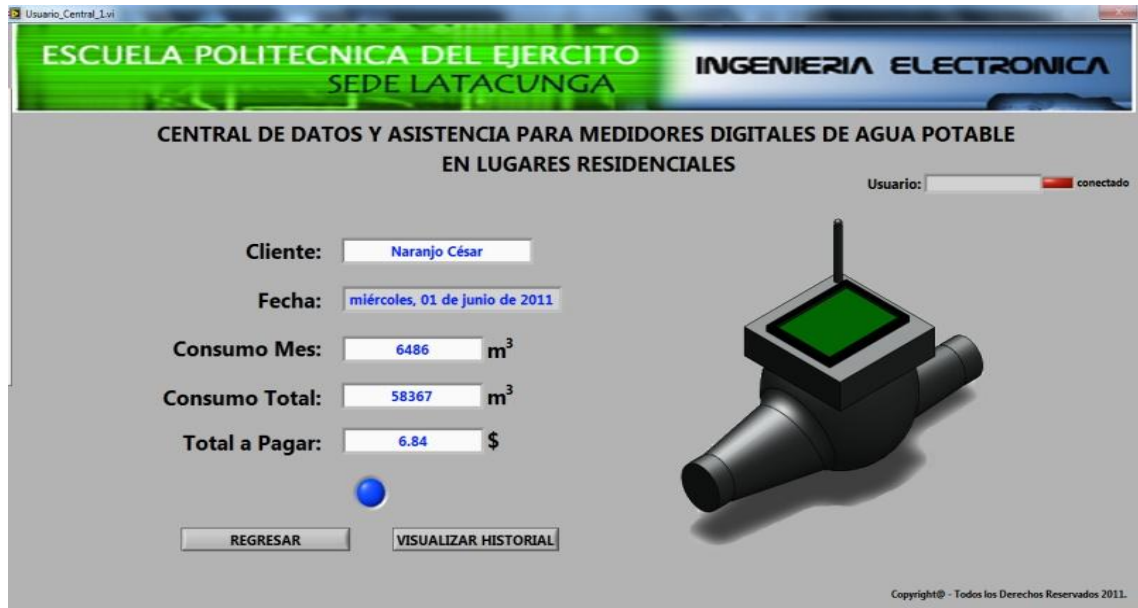 Usuario_Central_1.vi
ESCUELA POLITECNICA DEL EJERCITO
SEDE LATACUNGA
INGENIERIA ELECTRONICA
CENTRAL DE DATOS Y ASISTENCIA PARA MEDIDORES DIGITALES DE AGUA POTABLE
EN LUGARES RESIDENCIALES
Usuario: conectado
Cliente: Naranjo César
Fecha: miércoles, 01 de junio de 2011
Consumo Mes: 6486 m³
Consumo Total: 58367 m³
Total a Pagar: 6.84 $
REGRESAR VISUALIZAR HISTORIAL
Copyright@ - Todos los Derechos Reservados 2011.